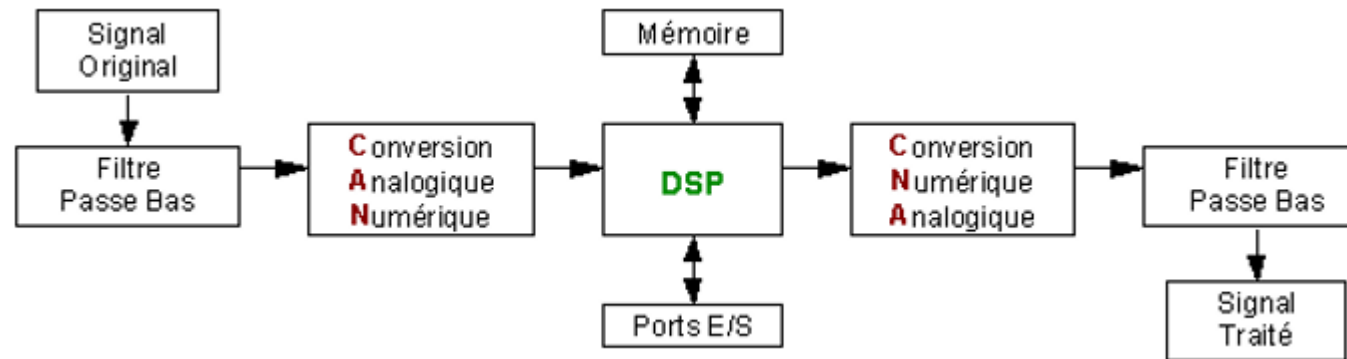 Signal
Original
Filtre
Passe Bas
Conversion
Analogique
Numérique
Mémoire
DSP
Ports E/S
Conversion
Numérique
Analogique
Filtre
Passe Bas
Signal
Traité